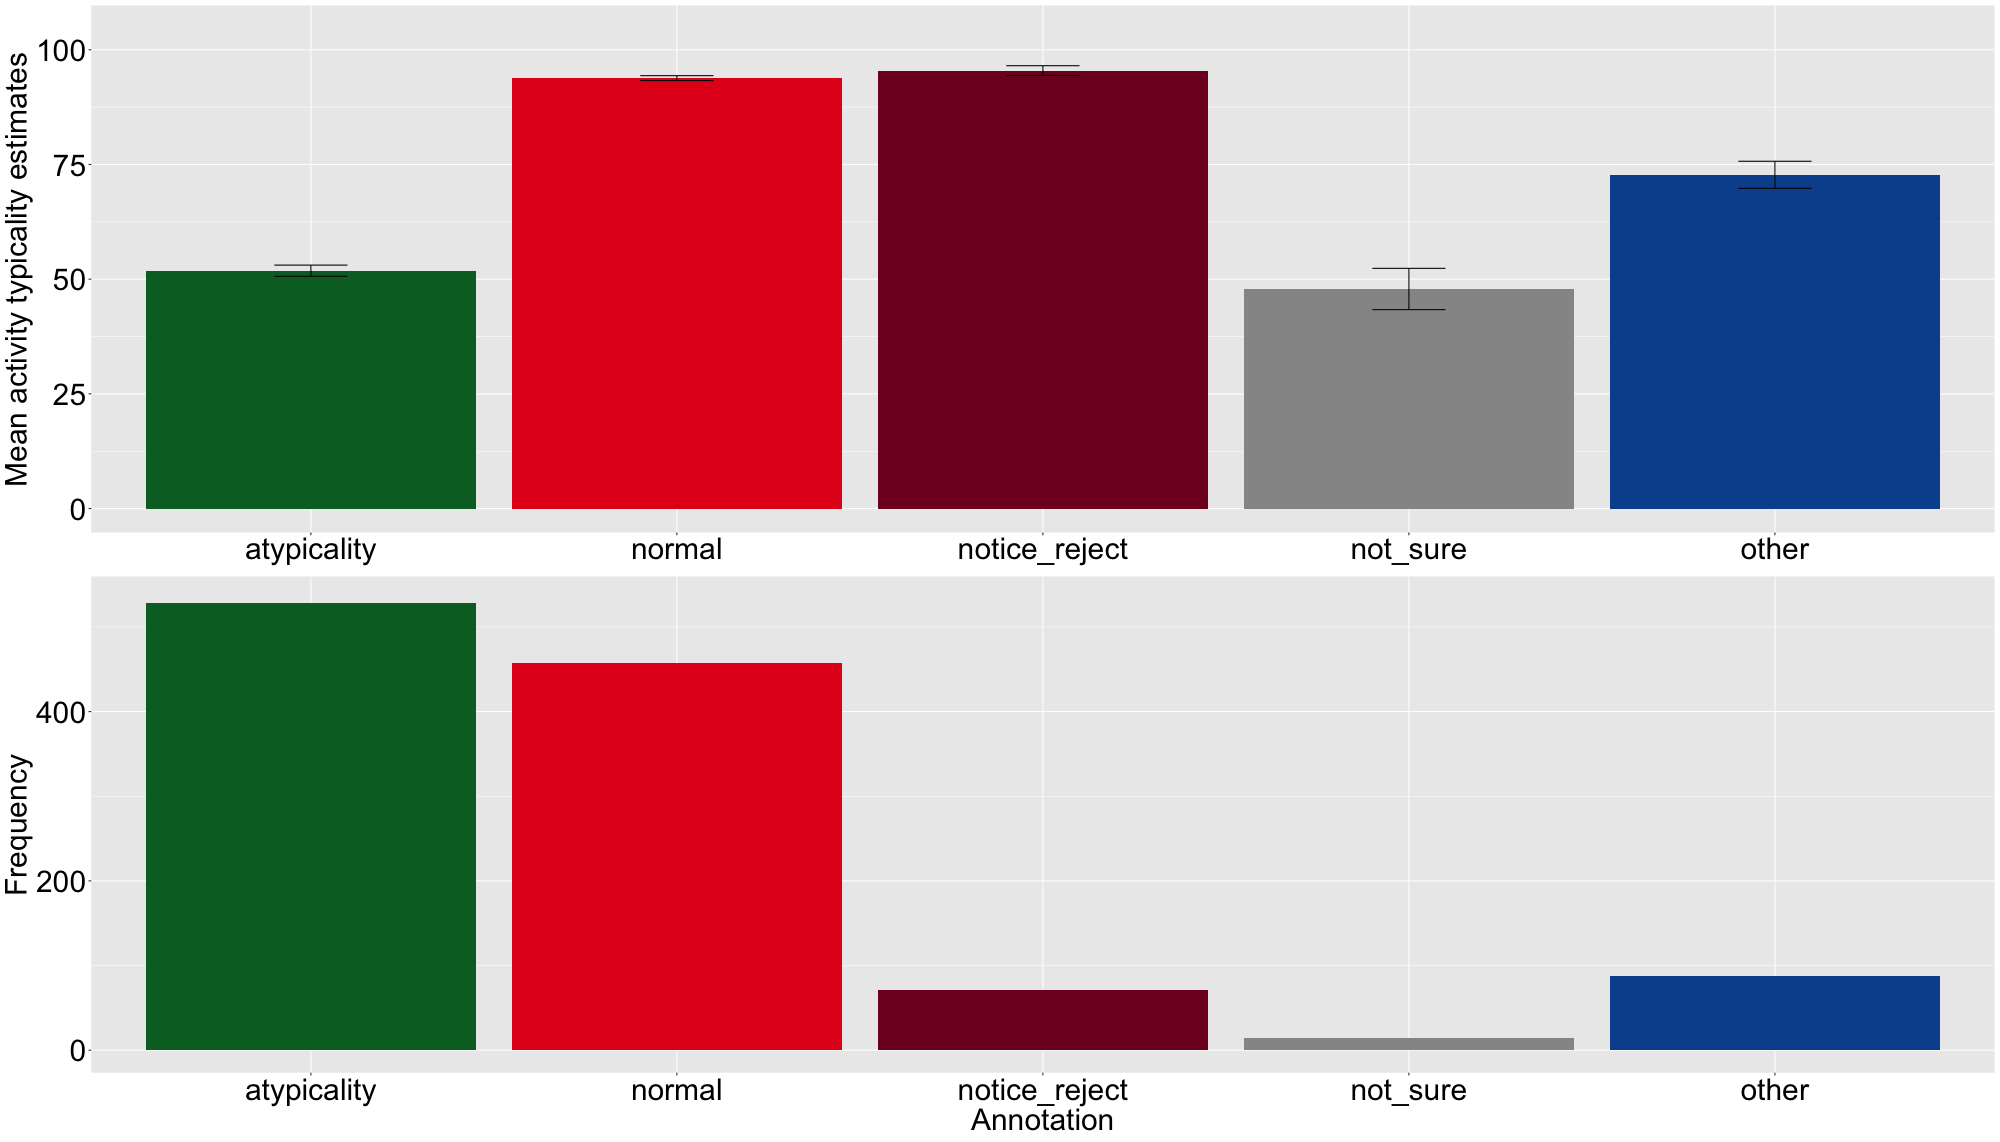 Mean activity typicality estimates
100
75
50
25
0
atypicality normal notice_reject not_sure other
Frequency
400
200
0
atypicality normal notice_reject not_sure other
Annotation